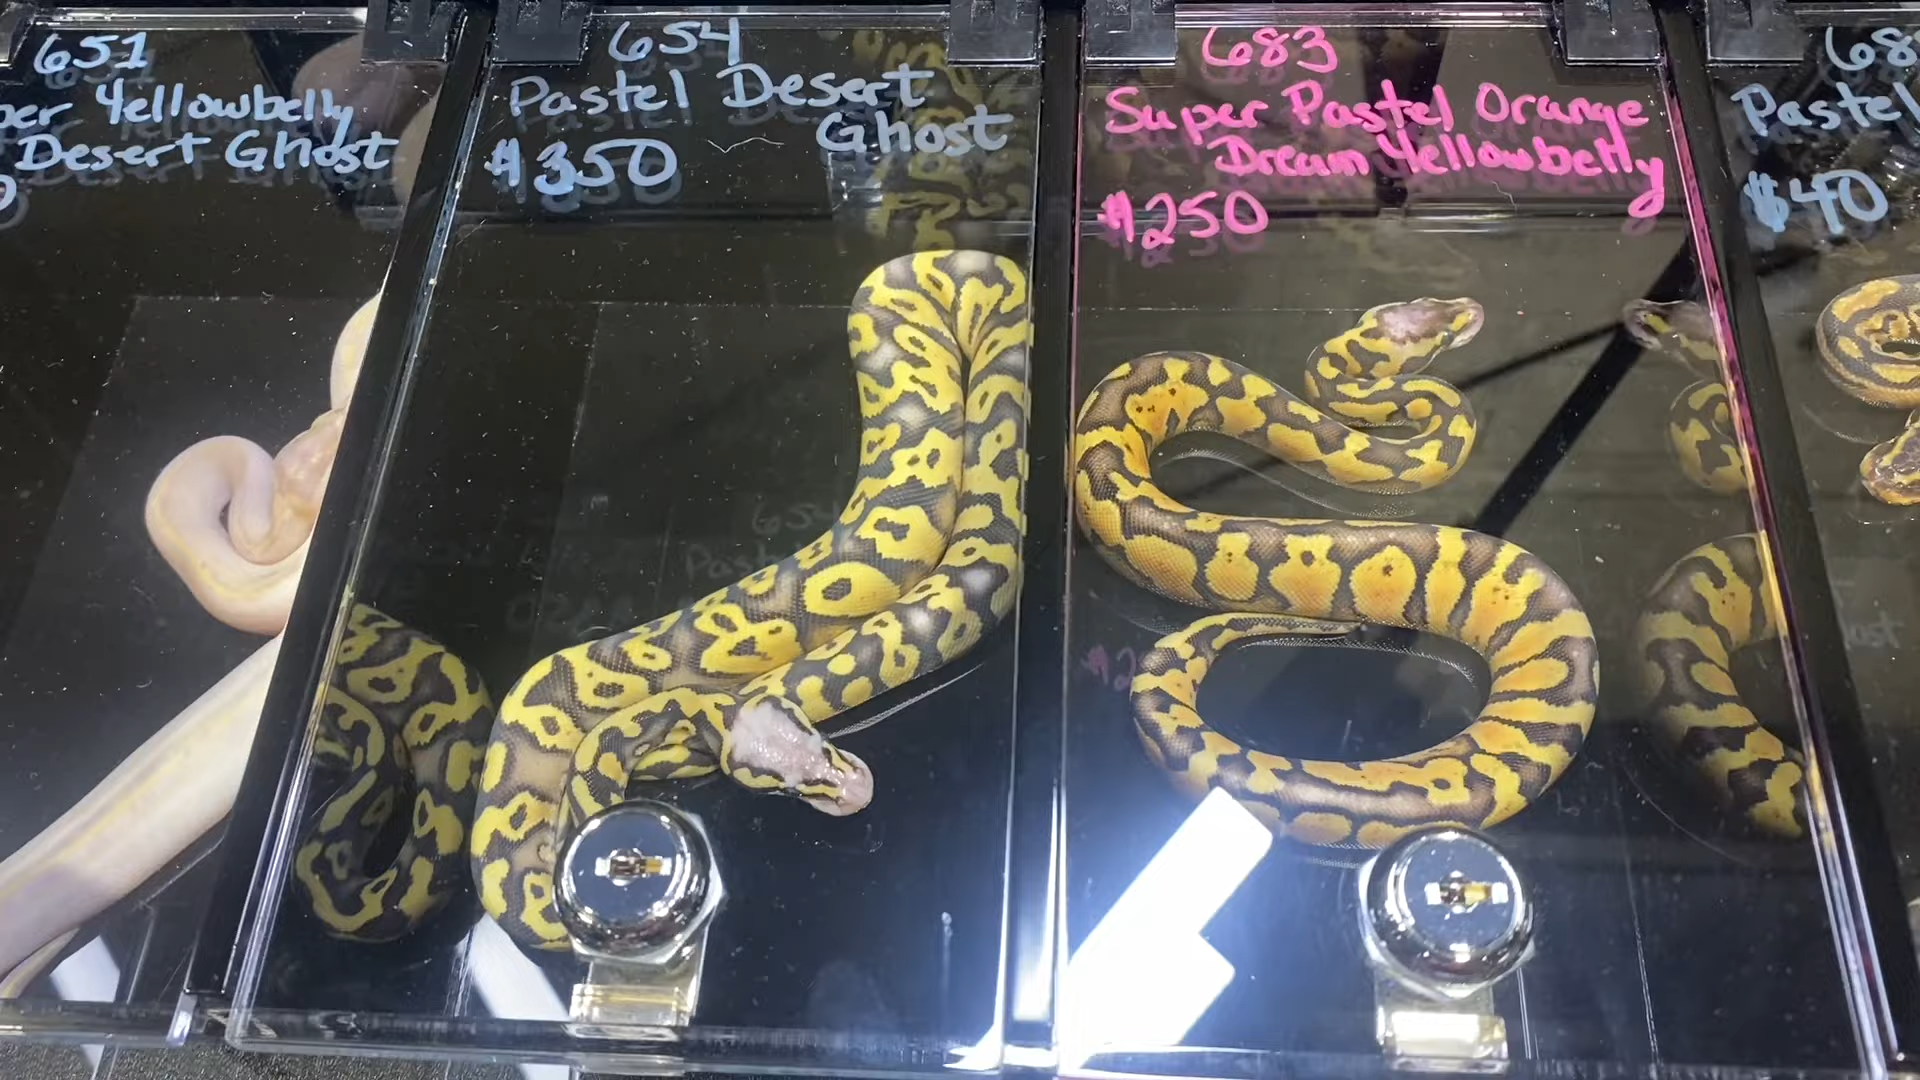 651
Yellowbelly
Desert Ghost
654
Pastel Desert
Ghost
$350
683
Super Pastel Orange
Dream Yellowbelly
$250
Pastel
$40